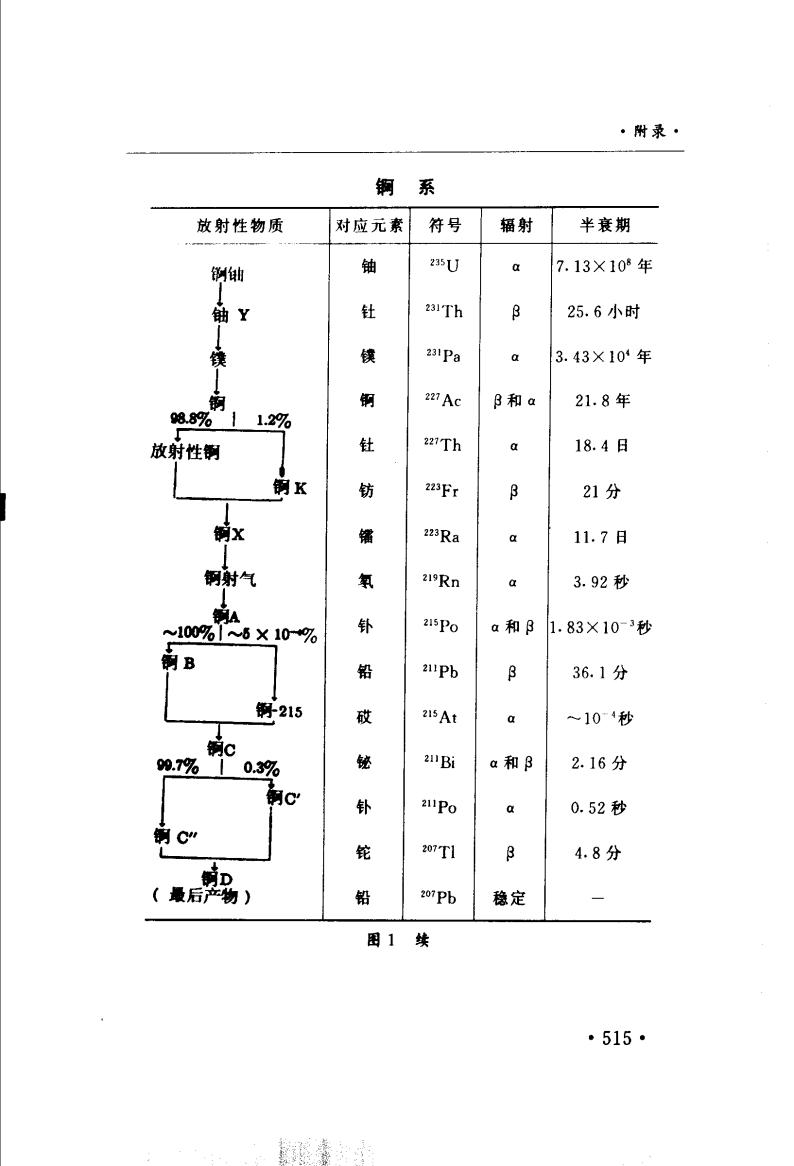 ·附录·
锕 系
放射性物质 对应元素 符号 辐射 半衰期
锕铀 铀 ²³⁵U α 7.13×10⁸ 年
铀 Y 钍 ²³¹Th β 25.6 小时
镤 镤 ²³¹Pa α 3.43×10⁴ 年
锕 锕 ²²⁷Ac β和α 21.8 年
98.8% 1.2%
放射性锕 钍 ²²⁷Th α 18.4 日
锕 K 钫 ²²³Fr β 21 分
锕X 镭 ²²³Ra α 11.7 日
锕射气 氡 ²¹⁹Rn α 3.92 秒
锕A 钋 ²¹⁵Po α和β 1.83×10⁻³秒
~100% ~5 × 10 %
锕 B 铅 ²¹¹Pb β 36.1 分
锕-215 砹 ²¹⁵At α ~10⁻⁴秒
锕C 铋 ²¹¹Bi α和β 2.16 分
99.7% 0.3%
锕C′ 钋 ²¹¹Po α 0.52 秒
锕 C″ 铊 ²⁰⁷Tl β 4.8 分
锕D
(最后产物) 铅 ²⁰⁷Pb 稳定 —
图 1 续
·515·